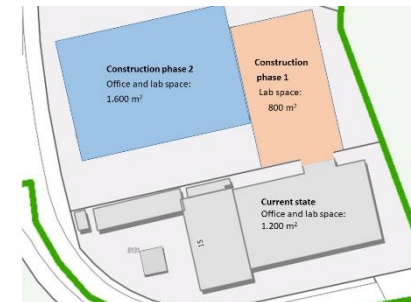 Construction phase 2
Office and lab space:
1.600 m²
Construction
phase 1
Lab space:
800 m²
Current state
Office and lab space:
1.200 m²
15